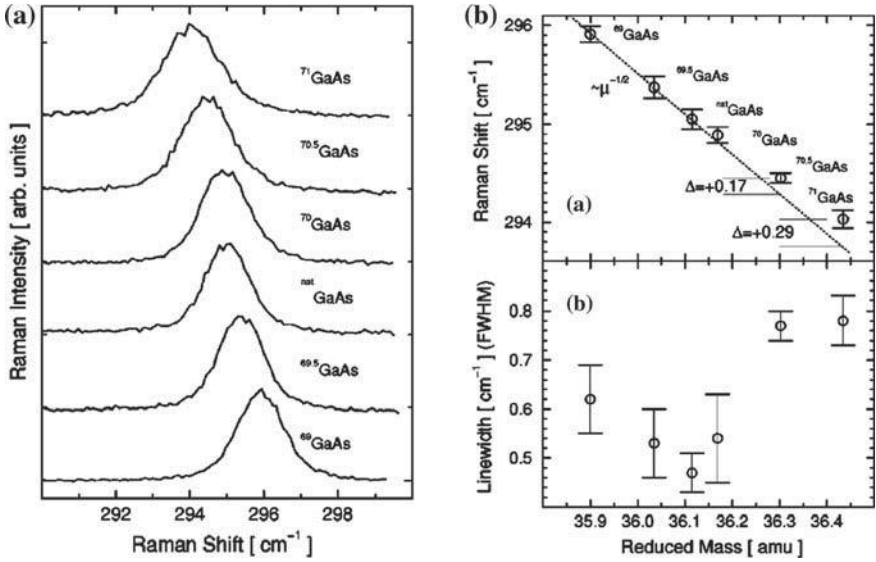 (a)
Raman Intensity [ arb. units ]
⁷¹GaAs
⁷⁰·⁵GaAs
⁷⁰GaAs
ⁿᵃᵗGaAs
⁶⁹·⁵GaAs
⁶⁹GaAs
292 294 296 298
Raman Shift [ cm⁻¹ ]
(b)
Raman Shift [ cm⁻¹ ]
296
295
294
⁶⁹GaAs
⁶⁹·⁵GaAs
~μ⁻¹/²
ⁿᵃᵗGaAs
⁷⁰GaAs
⁷⁰·⁵GaAs
Δ=+0.17
⁷¹GaAs
(a)
Δ=+0.29
Linewidth [ cm⁻¹ ] (FWHM)
(b)
0.8
0.7
0.6
0.5
35.9 36.0 36.1 36.2 36.3 36.4
Reduced Mass [ amu ]